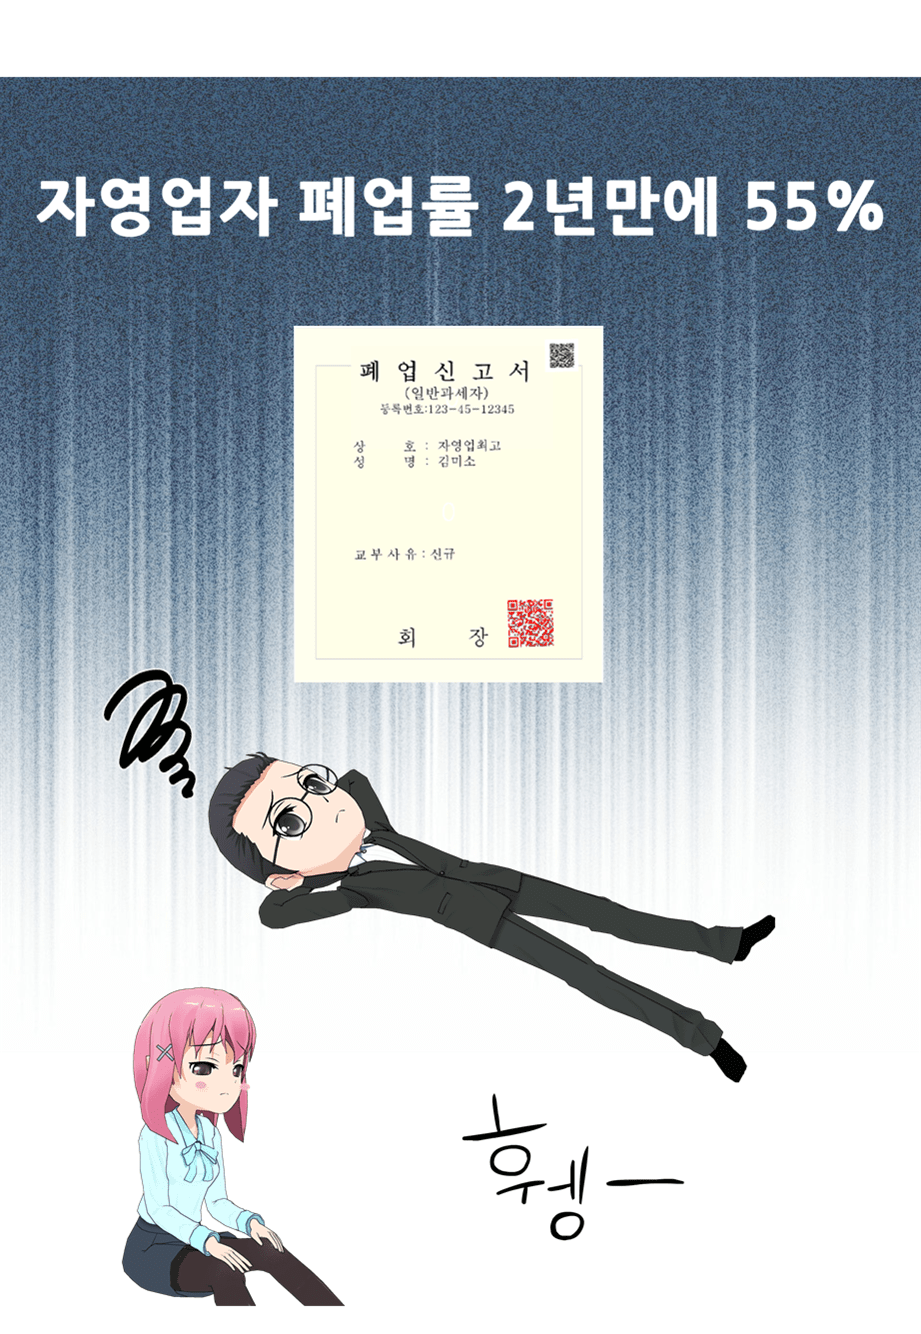 자영업자 폐업률 2년만에 55%
폐 업 신 고 서
(일반과세자)
등록번호:123-45-12345
상 호 : 자영업최고
성 명 : 김미소
교 부 사 유 : 신규
회 장
휑ー